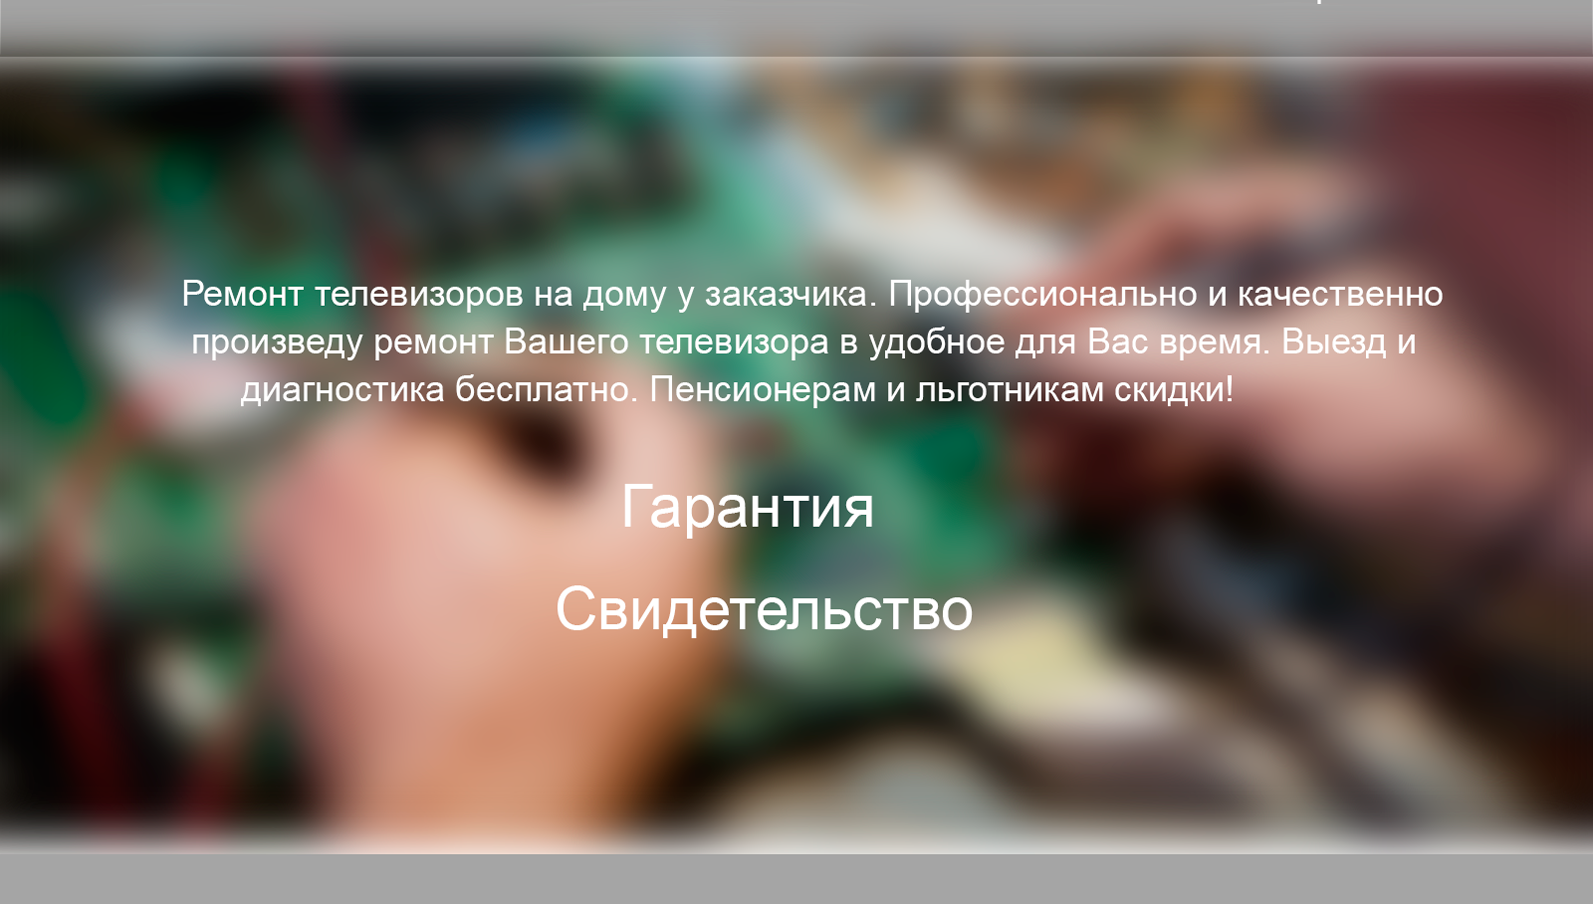 Ремонт телевизоров на дому у заказчика. Профессионально и качественно
произведу ремонт Вашего телевизора в удобное для Вас время. Выезд и
диагностика бесплатно. Пенсионерам и льготникам скидки!
Гарантия
Свидетельство